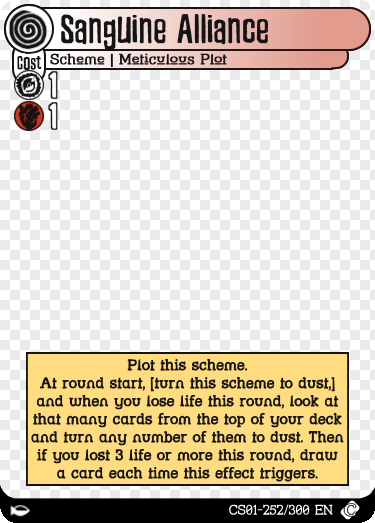 Sanguine Alliance
Cost
Scheme | Meticulous Plot
1
1
Plot this scheme.
At round start, [turn this scheme to dust,]
and when you lose life this round, look at
that many cards from the top of your deck
and turn any number of them to dust. Then
if you lost 3 life or more this round, draw
a card each time this effect triggers.
CS01-252/300 EN